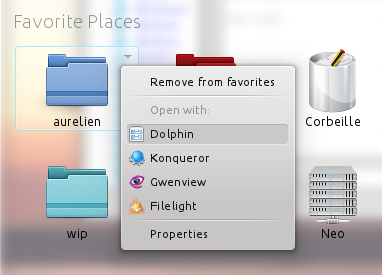 Favorite Places
Remove from favorites
Open with:
Dolphin
Konqueror
Gwenview
Filelight
Properties
aurelien
Corbeille
wip
Neo